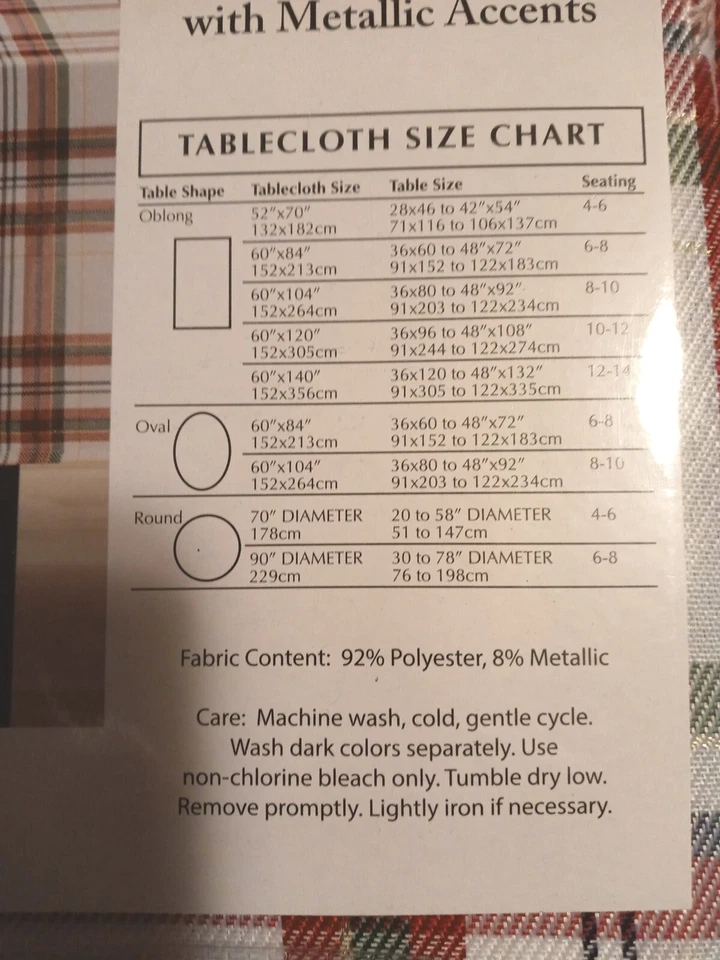 with Metallic Accents
TABLECLOTH SIZE CHART
Table Shape Tablecloth Size Table Size Seating
Oblong 52"x70" 28x46 to 42"x54" 4-6
132x182cm 71x116 to 106x137cm
60"x84" 36x60 to 48"x72" 6-8
152x213cm 91x152 to 122x183cm
60"x104" 36x80 to 48"x92" 8-10
152x264cm 91x203 to 122x234cm
60"x120" 36x96 to 48"x108" 10-12
152x305cm 91x244 to 122x274cm
60"x140" 36x120 to 48"x132" 12-14
152x356cm 91x305 to 122x335cm
Oval 60"x84" 36x60 to 48"x72" 6-8
152x213cm 91x152 to 122x183cm
60"x104" 36x80 to 48"x92" 8-10
152x264cm 91x203 to 122x234cm
Round 70" DIAMETER 20 to 58" DIAMETER 4-6
178cm 51 to 147cm
90" DIAMETER 30 to 78" DIAMETER 6-8
229cm 76 to 198cm
Fabric Content: 92% Polyester, 8% Metallic
Care: Machine wash, cold, gentle cycle.
Wash dark colors separately. Use
non-chlorine bleach only. Tumble dry low.
Remove promptly. Lightly iron if necessary.